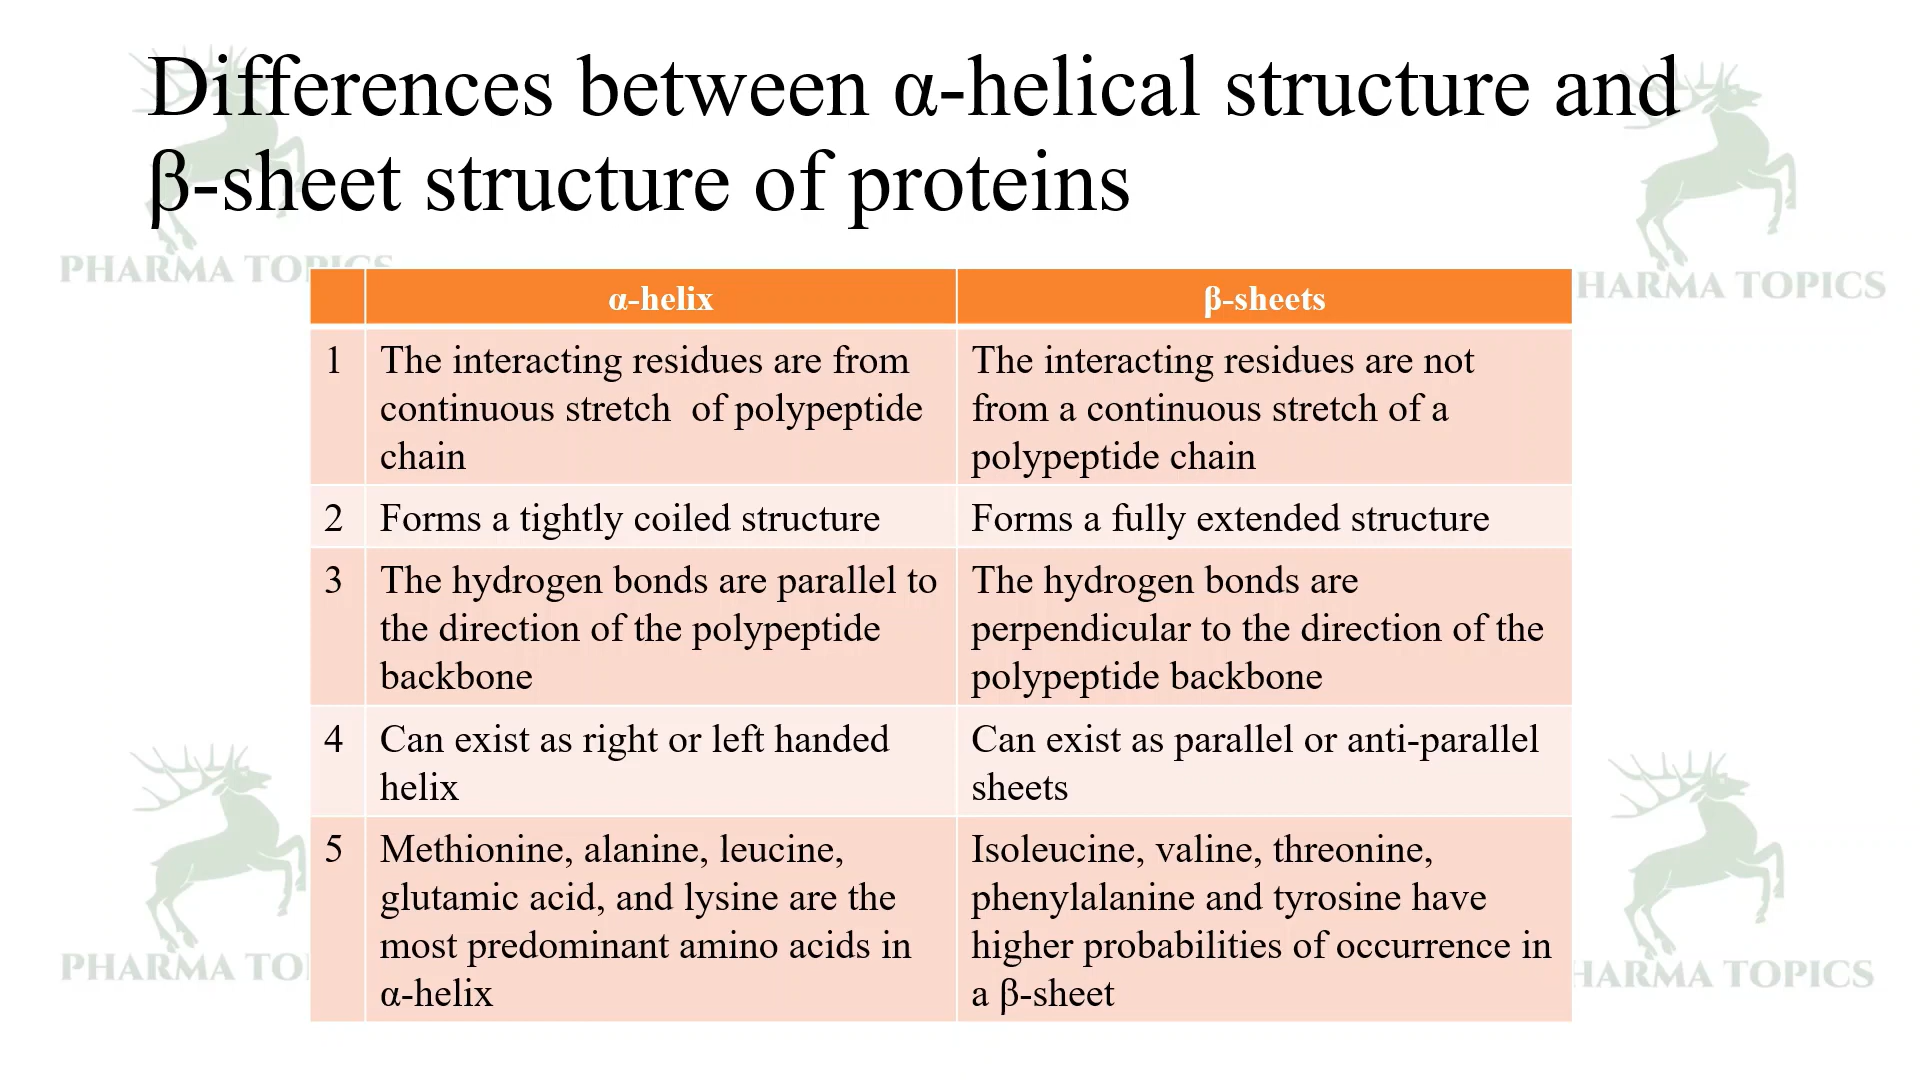 Differences between α-helical structure and
β-sheet structure of proteins
PHARMA TOPICS
PHARMA TOPICS
α-helix
β-sheets
1
The interacting residues are from
continuous stretch of polypeptide
chain
The interacting residues are not
from a continuous stretch of a
polypeptide chain
2
Forms a tightly coiled structure
Forms a fully extended structure
3
The hydrogen bonds are parallel to
the direction of the polypeptide
backbone
The hydrogen bonds are
perpendicular to the direction of the
polypeptide backbone
4
Can exist as right or left handed
helix
Can exist as parallel or anti-parallel
sheets
5
Methionine, alanine, leucine,
glutamic acid, and lysine are the
most predominant amino acids in
α-helix
Isoleucine, valine, threonine,
phenylalanine and tyrosine have
higher probabilities of occurrence in
a β-sheet
PHARMA TO
HARMA TOPICS